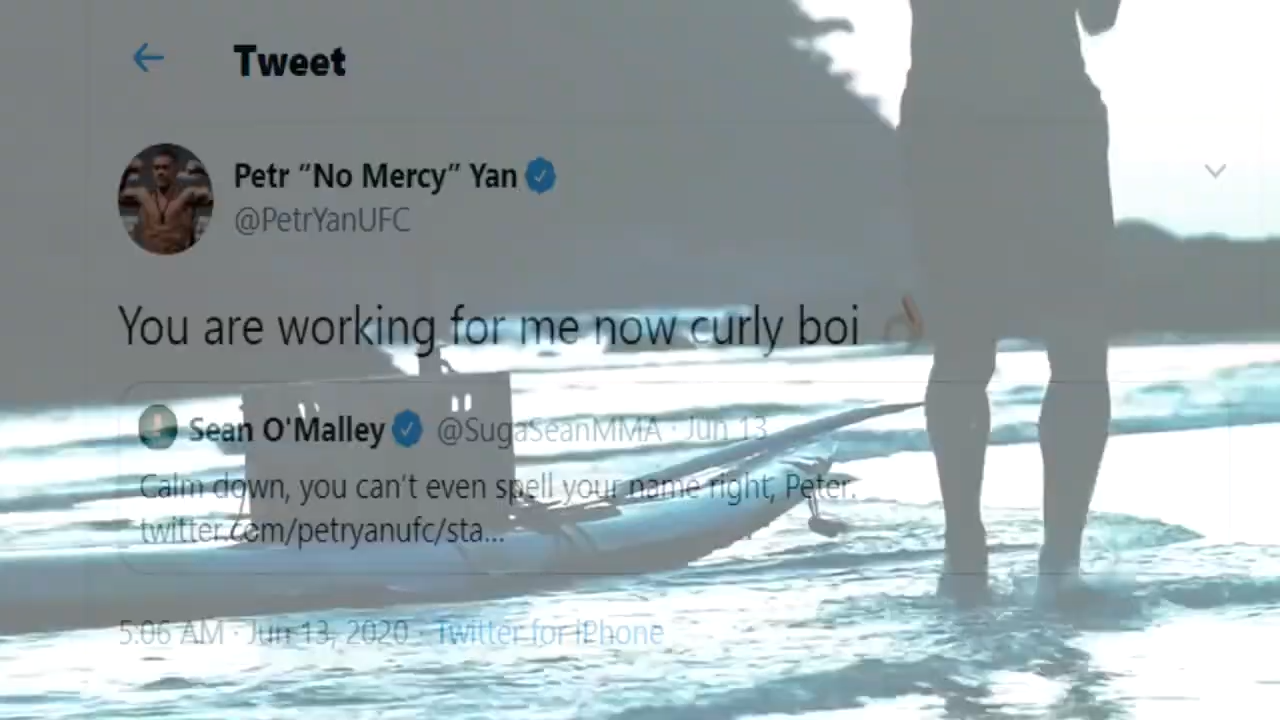 Tweet
Petr “No Mercy” Yan
@PetrYanUFC
You are working for me now curly boi 👌
Sean O'Malley @SugaSeanMMA · Jun 13
Calm down, you can't even spell your name right, Peter.
twitter.com/petryanufc/sta...
5:06 AM · Jun 13, 2020 · Twitter for iPhone